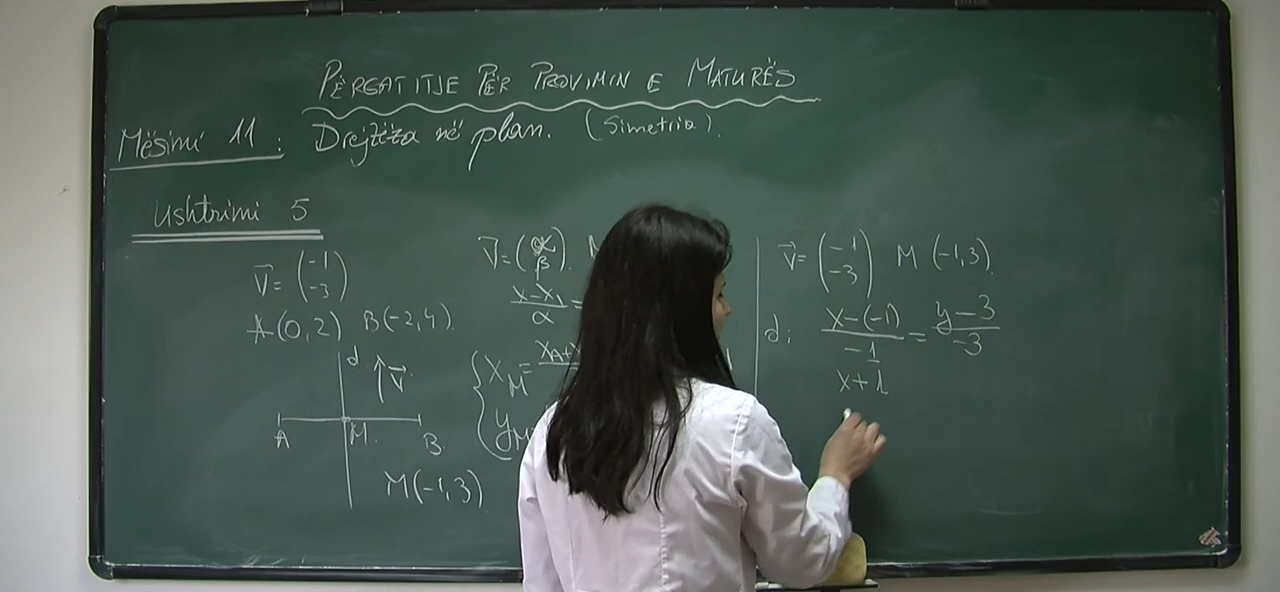 PËRGATITJE PËR PROVIMIN E MATURËS
Mësimi 11 : Drejtëza në plan. (Simetria).
Ushtrimi 5
V⃗= (-1 -3)
A(0,2) B(-2,4).
d V⃗
A M. B.
M(-1,3)
V⃗= (α β).
x-x₁ / α =
{ x_M =
y_M
V⃗= (-1 -3) M (-1,3).
d: x-(-1) / -1 = y-3 / -3
x+1